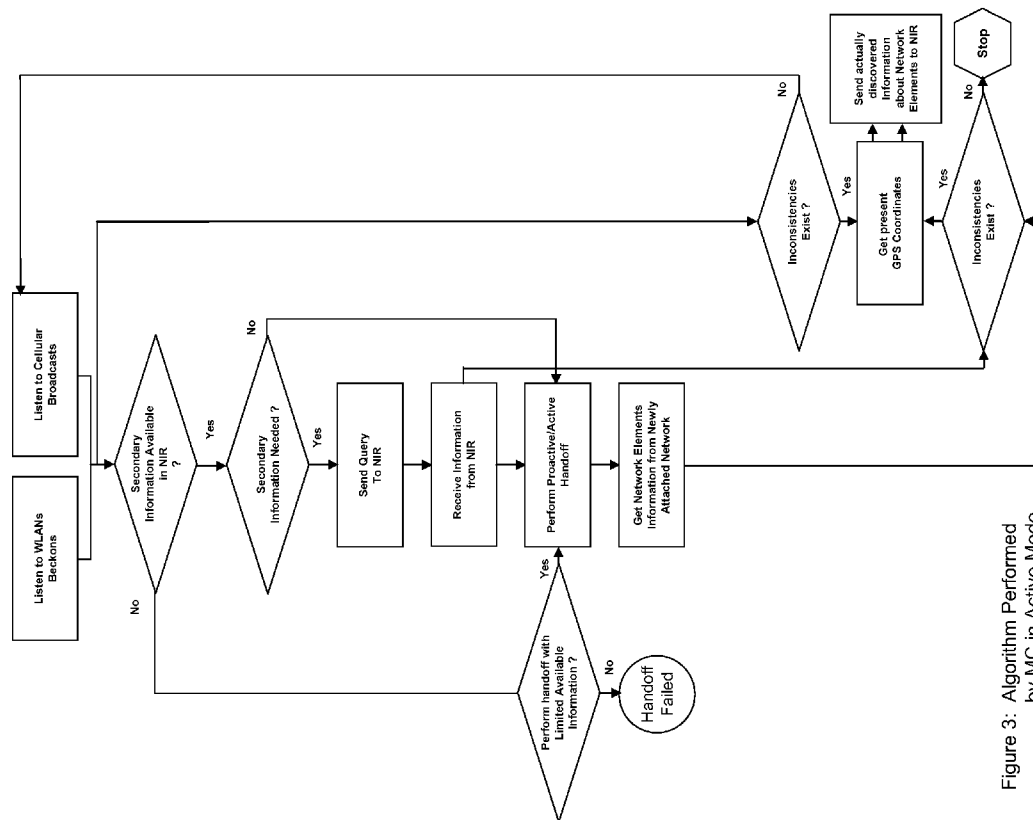 Listen to WLANs
Beckons
Listen to Cellular
Broadcasts
Secondary
Information Available
in NIR
?
No
Yes
Secondary
Information Needed ?
No
Yes
Send Query
To NIR
Receive Information
from NIR
Perform handoff with
Limited Available
Information ?
Yes
No
Handoff
Failed
Perform Proactive/Active
Handoff
Get Network Elements
Information from Newly
Attached Network
Inconsistencies
Exist ?
No
Yes
Get present
GPS Coordinates
Send actually
discovered
Information
about Network
Elements to NIR
Yes
Inconsistencies
Exist ?
No
Stop
Figure 3: Algorithm Performed
by MC in Active Mode